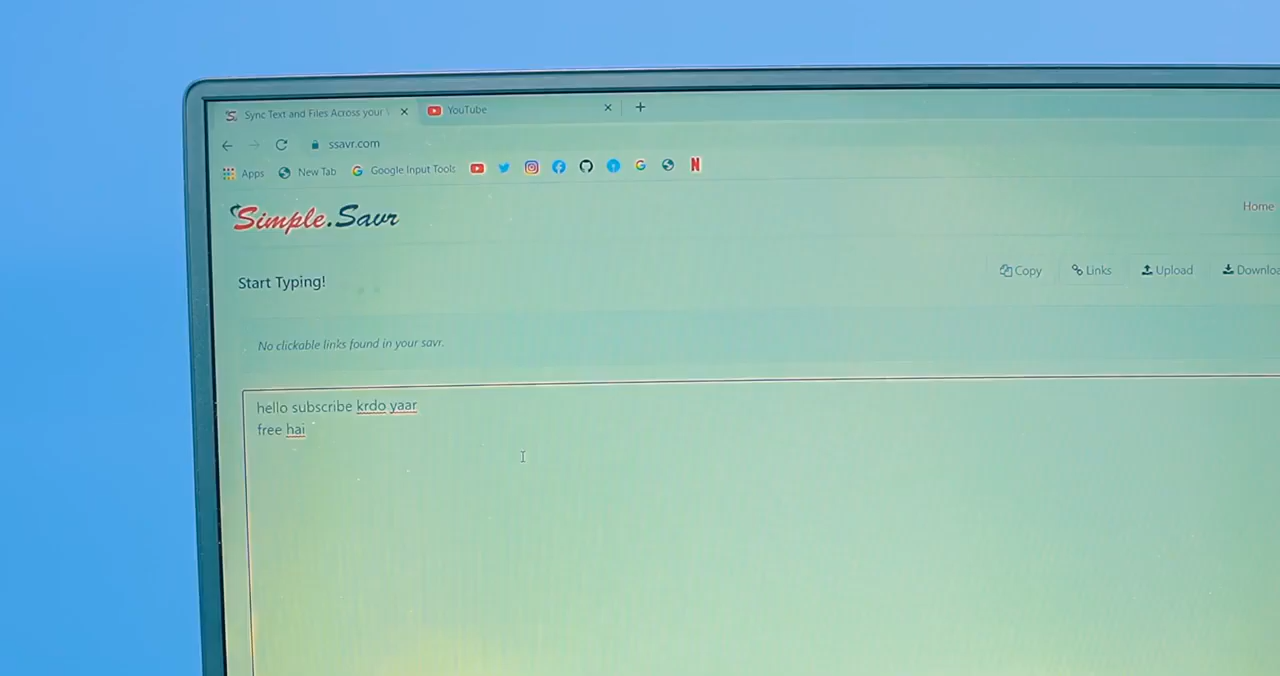 Sync Text and Files Across your
YouTube
ssavr.com
Apps
New Tab
Google Input Tools
Simple.Savr
Home
Start Typing!
Copy
Links
Upload
Downloa
No clickable links found in your savr.
hello subscribe krdo yaar
free hai